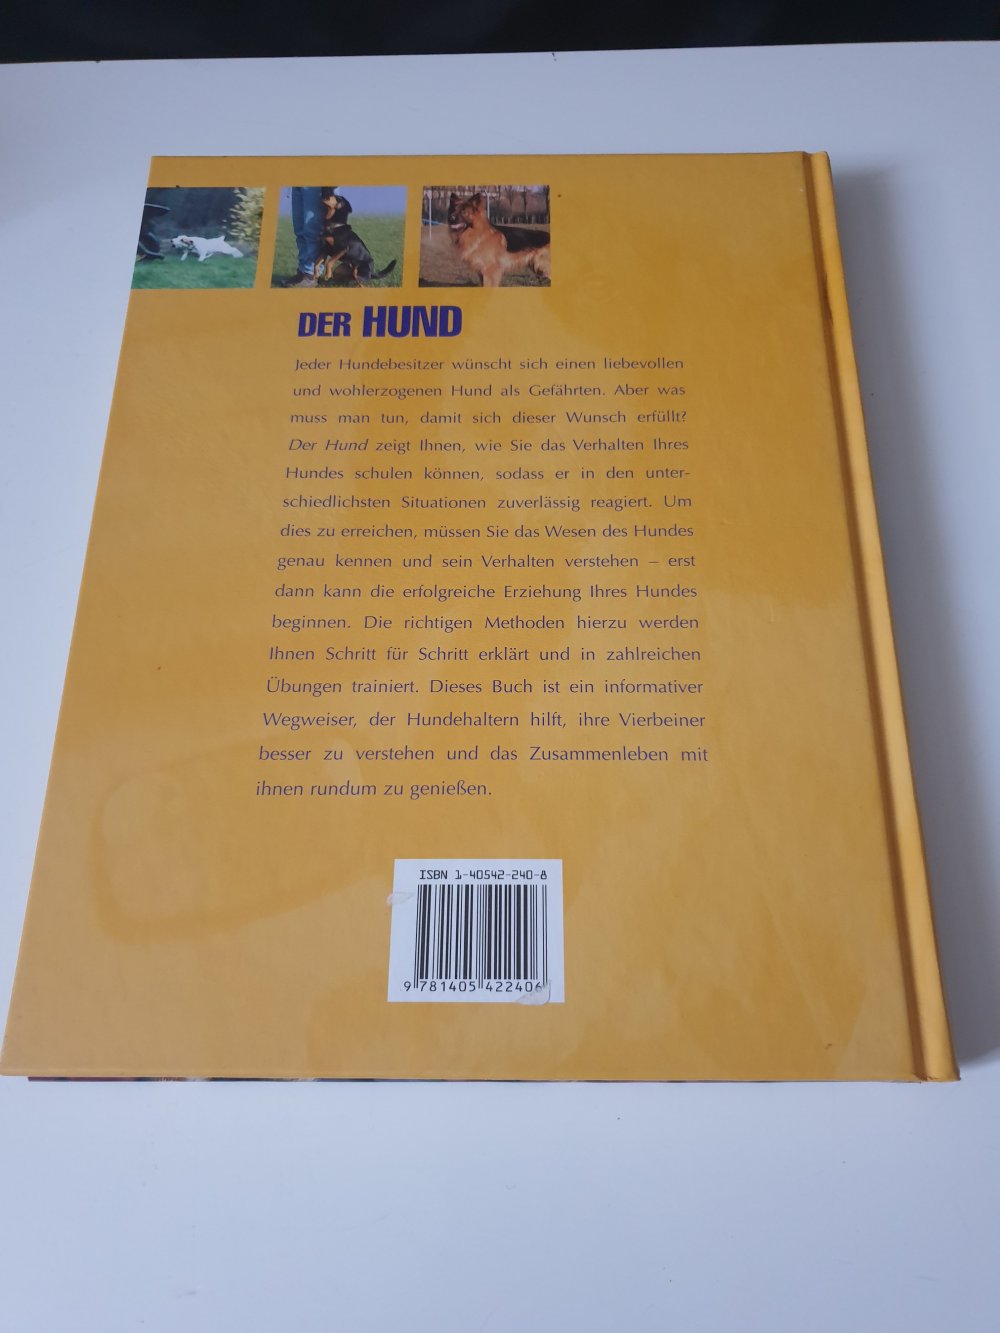 DER HUND
Jeder Hundebesitzer wünscht sich einen liebevollen
und wohlerzogenen Hund als Gefährten. Aber was
muss man tun, damit sich dieser Wunsch erfüllt?
Der Hund zeigt Ihnen, wie Sie das Verhalten Ihres
Hundes schulen können, sodass er in den unter-
schiedlichsten Situationen zuverlässig reagiert. Um
dies zu erreichen, müssen Sie das Wesen des Hundes
genau kennen und sein Verhalten verstehen – erst
dann kann die erfolgreiche Erziehung Ihres Hundes
beginnen. Die richtigen Methoden hierzu werden
Ihnen Schritt für Schritt erklärt und in zahlreichen
Übungen trainiert. Dieses Buch ist ein informativer
Wegweiser, der Hundehaltern hilft, ihre Vierbeiner
besser zu verstehen und das Zusammenleben mit
ihnen rundum zu genießen.
ISBN 1-40542-240-8
9 781405 422406